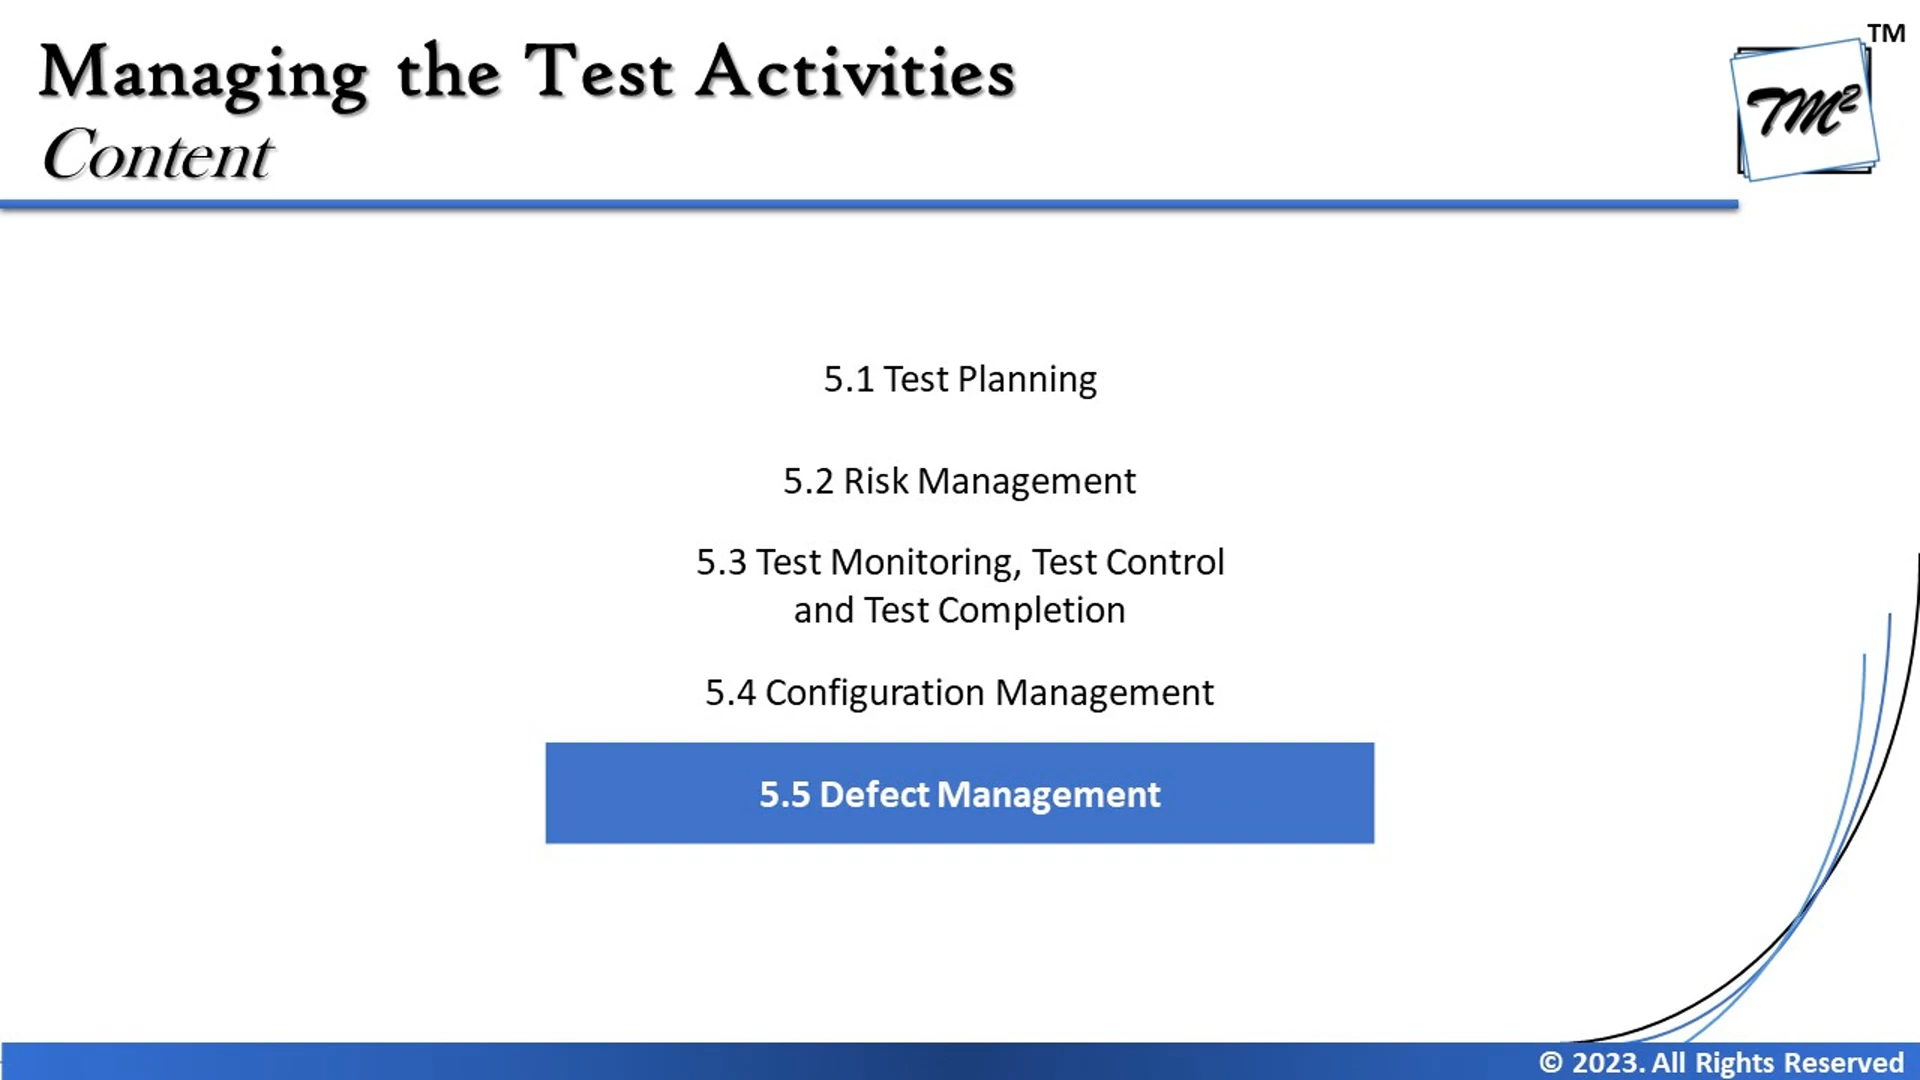 Managing the Test Activities
Content
TM
TM²
5.1 Test Planning
5.2 Risk Management
5.3 Test Monitoring, Test Control
and Test Completion
5.4 Configuration Management
5.5 Defect Management
© 2023. All Rights Reserved